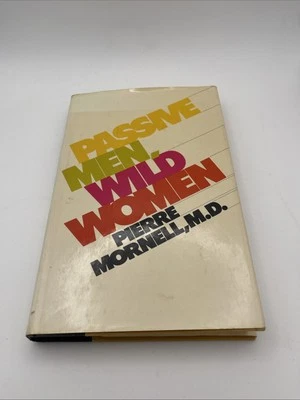 PASSIVE
MEN,
WILD
WOMEN
PIERRE
MORNELL, M.D.